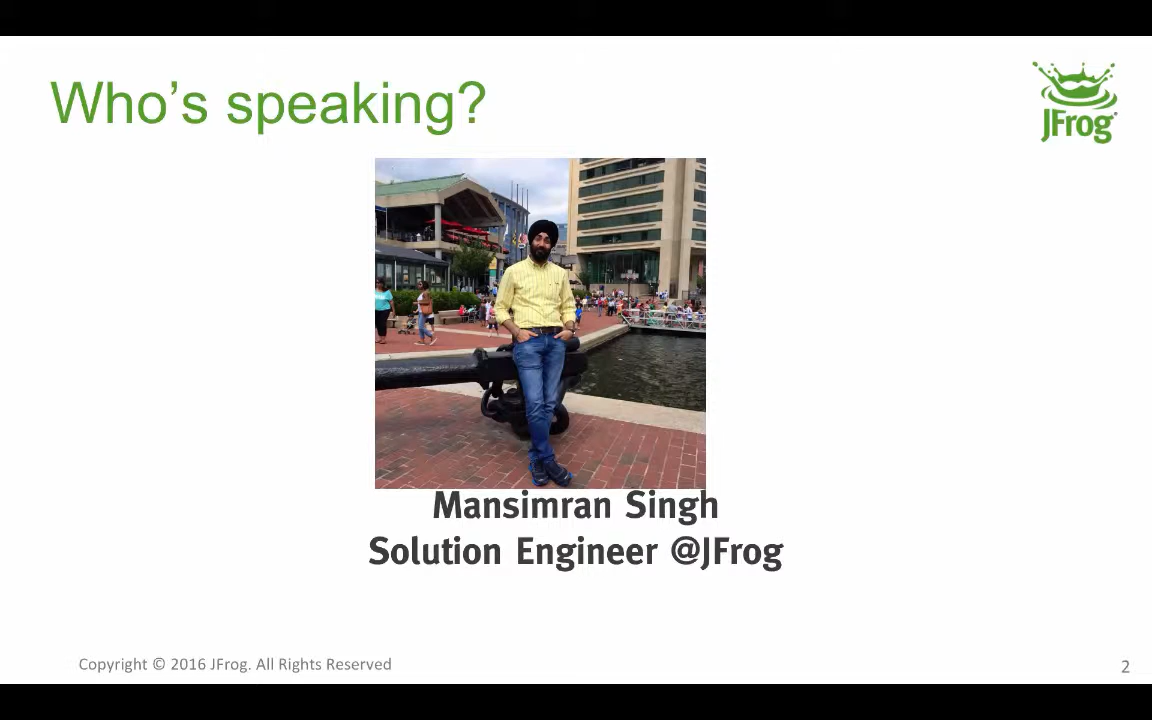 Who's speaking?
JFrog
Mansimran Singh
Solution Engineer @JFrog
Copyright © 2016 JFrog. All Rights Reserved
2